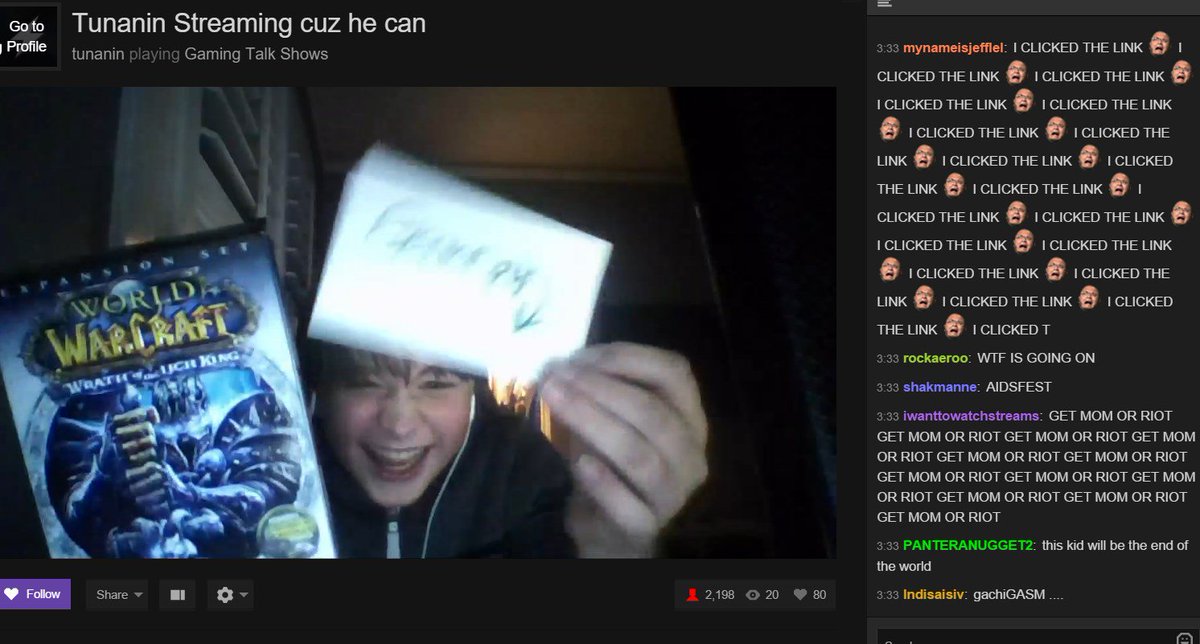 Go to
Profile
Tunanin Streaming cuz he can
tunanin playing Gaming Talk Shows
EXPANSION SET
WORLD
WARCRAFT
WRATH OF THE LICH KING
Follow
Share
2,198
20
80
3:33 mynameisjefflel: I CLICKED THE LINK I
CLICKED THE LINK I CLICKED THE LINK
I CLICKED THE LINK I CLICKED THE LINK
I CLICKED THE LINK I CLICKED THE
LINK I CLICKED THE LINK I CLICKED
THE LINK I CLICKED THE LINK I
CLICKED THE LINK I CLICKED THE LINK
I CLICKED THE LINK I CLICKED THE LINK
I CLICKED THE LINK I CLICKED THE
LINK I CLICKED THE LINK I CLICKED
THE LINK I CLICKED T
3:33 rockaeroo: WTF IS GOING ON
3:33 shakmanne: AIDSFEST
3:33 iwanttowatchstreams: GET MOM OR RIOT
GET MOM OR RIOT GET MOM OR RIOT GET MOM
OR RIOT GET MOM OR RIOT GET MOM OR RIOT
GET MOM OR RIOT GET MOM OR RIOT GET MOM
OR RIOT GET MOM OR RIOT GET MOM OR RIOT
GET MOM OR RIOT
3:33 PANTERANUGGET2: this kid will be the end of
the world
3:33 Indisaisiv: gachiGASM ....